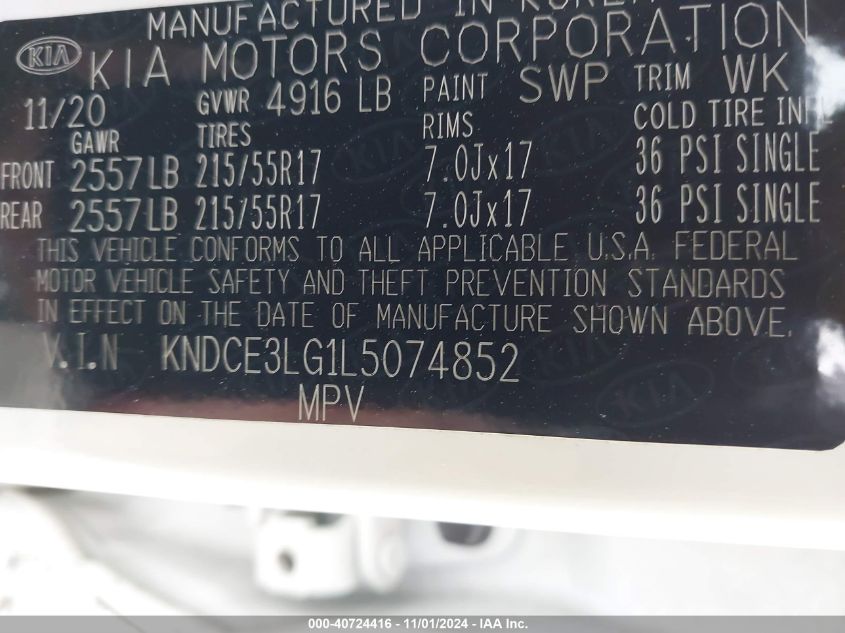 MANUFACTURED IN KOREA
KIA KIA MOTORS CORPORATION
11/20 GVWR 4916 LB PAINT SWP TRIM WK
GAWR TIRES RIMS COLD TIRE
FRONT 2557LB 215/55R17 7.0Jx17 36 PSI SINGLE
REAR 2557LB 215/55R17 7.0Jx17 36 PSI SINGLE
THIS VEHICLE CONFORMS TO ALL APPLICABLE U.S.A. FEDERAL
MOTOR VEHICLE SAFETY AND THEFT PREVENTION STANDARDS
IN EFFECT ON THE DATE OF MANUFACTURE SHOWN ABOVE.
V.I.N KNDCE3LG1L5074852
MPV
000-40724416 - 11/01/2024 - IAA Inc.